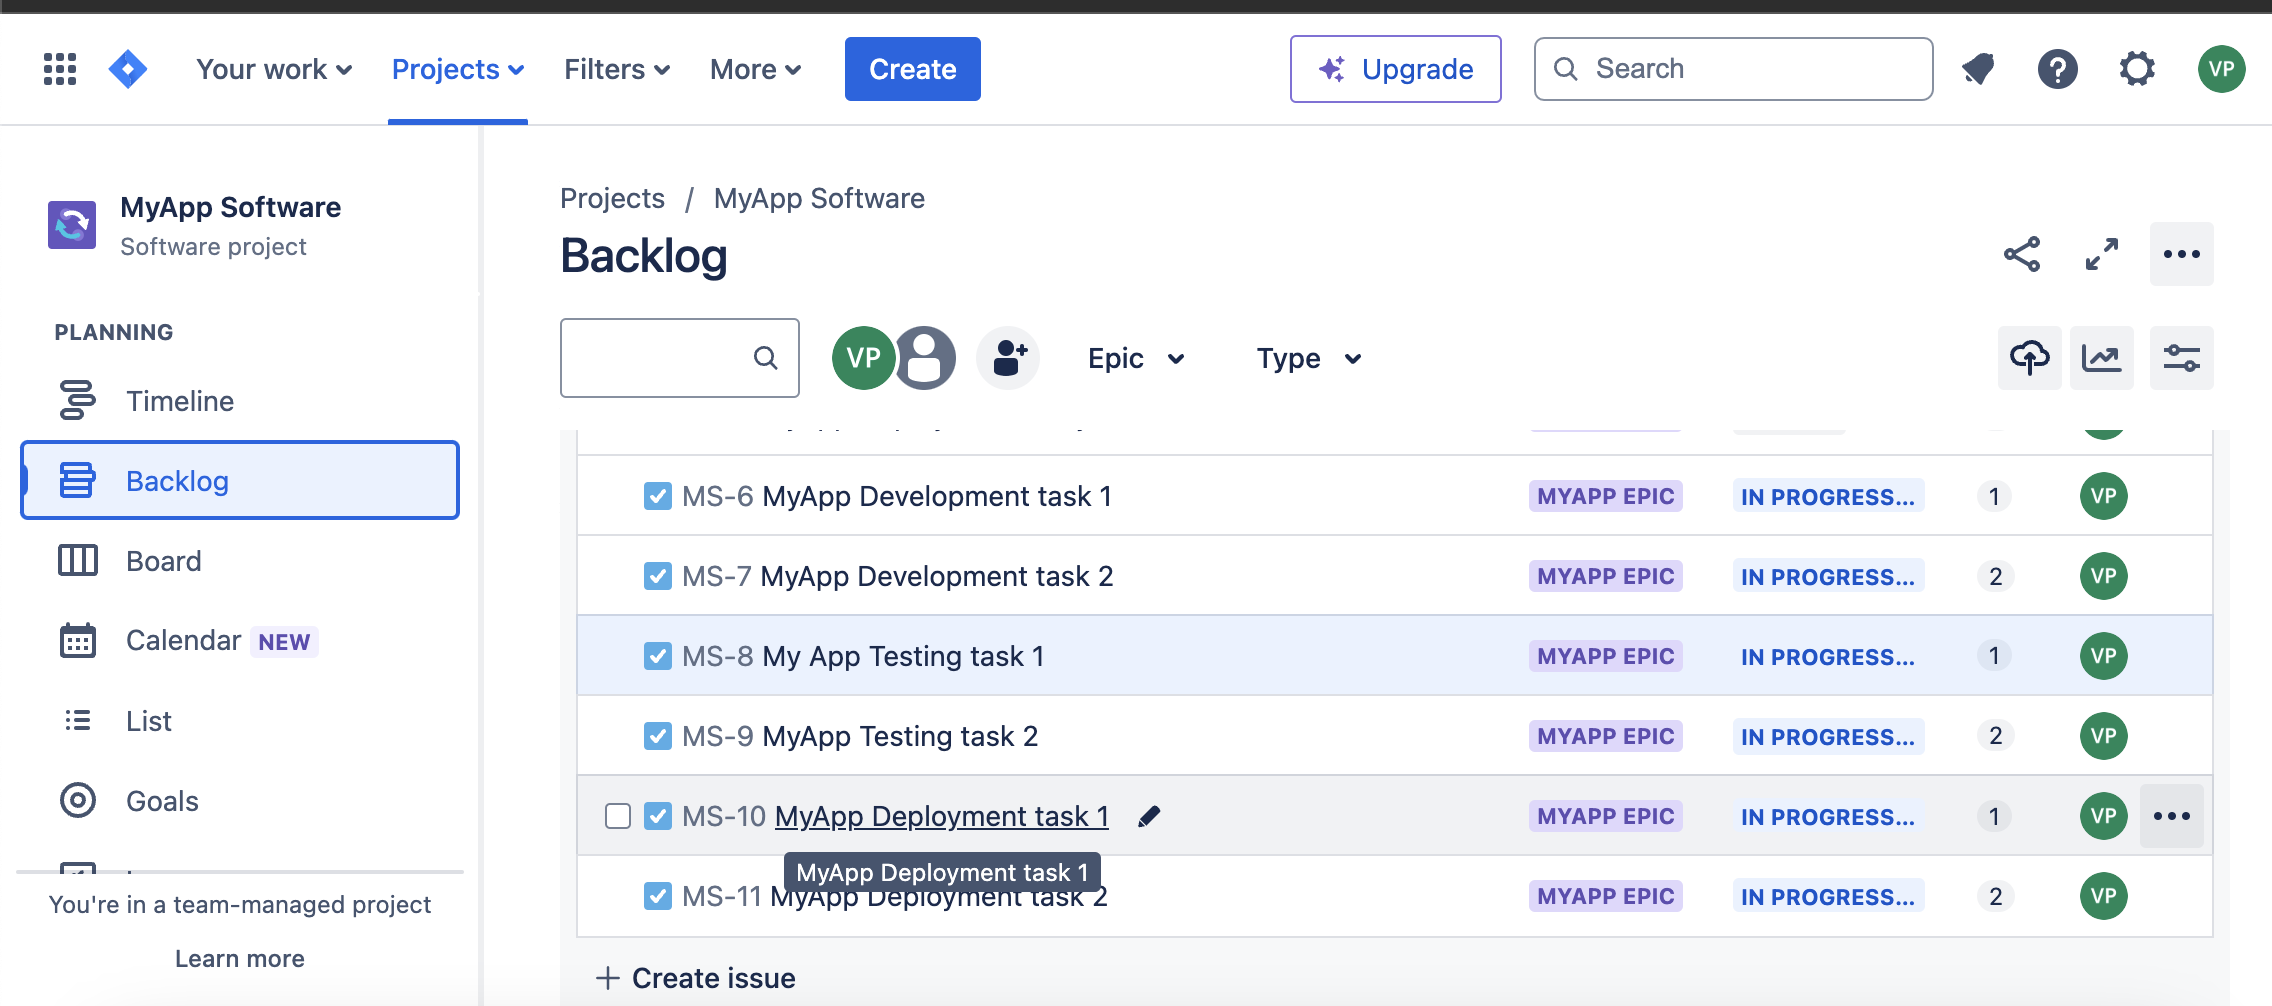 Your work Projects Filters More Create Upgrade Search VP
MyApp Software
Software project
PLANNING
Timeline
Backlog
Board
Calendar NEW
List
Goals
You're in a team-managed project
Learn more
Projects / MyApp Software
Backlog
VP Epic Type
MS-6 MyApp Development task 1 MYAPP EPIC IN PROGRESS... 1 VP
MS-7 MyApp Development task 2 MYAPP EPIC IN PROGRESS... 2 VP
MS-8 My App Testing task 1 MYAPP EPIC IN PROGRESS... 1 VP
MS-9 MyApp Testing task 2 MYAPP EPIC IN PROGRESS... 2 VP
MS-10 MyApp Deployment task 1 MYAPP EPIC IN PROGRESS... 1 VP
MyApp Deployment task 1
MS-11 MyApp Deployment task 2 MYAPP EPIC IN PROGRESS... 2 VP
+ Create issue